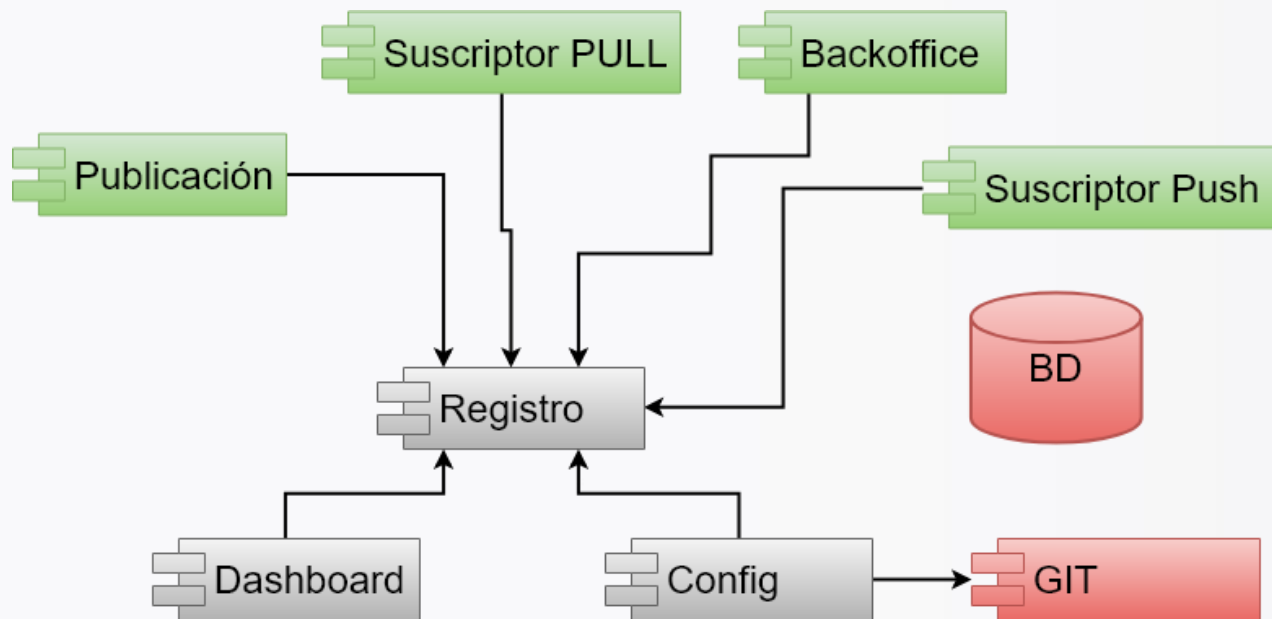 Suscriptor PULL
Backoffice
Publicación
Suscriptor Push
BD
Registro
Dashboard
Config
GIT